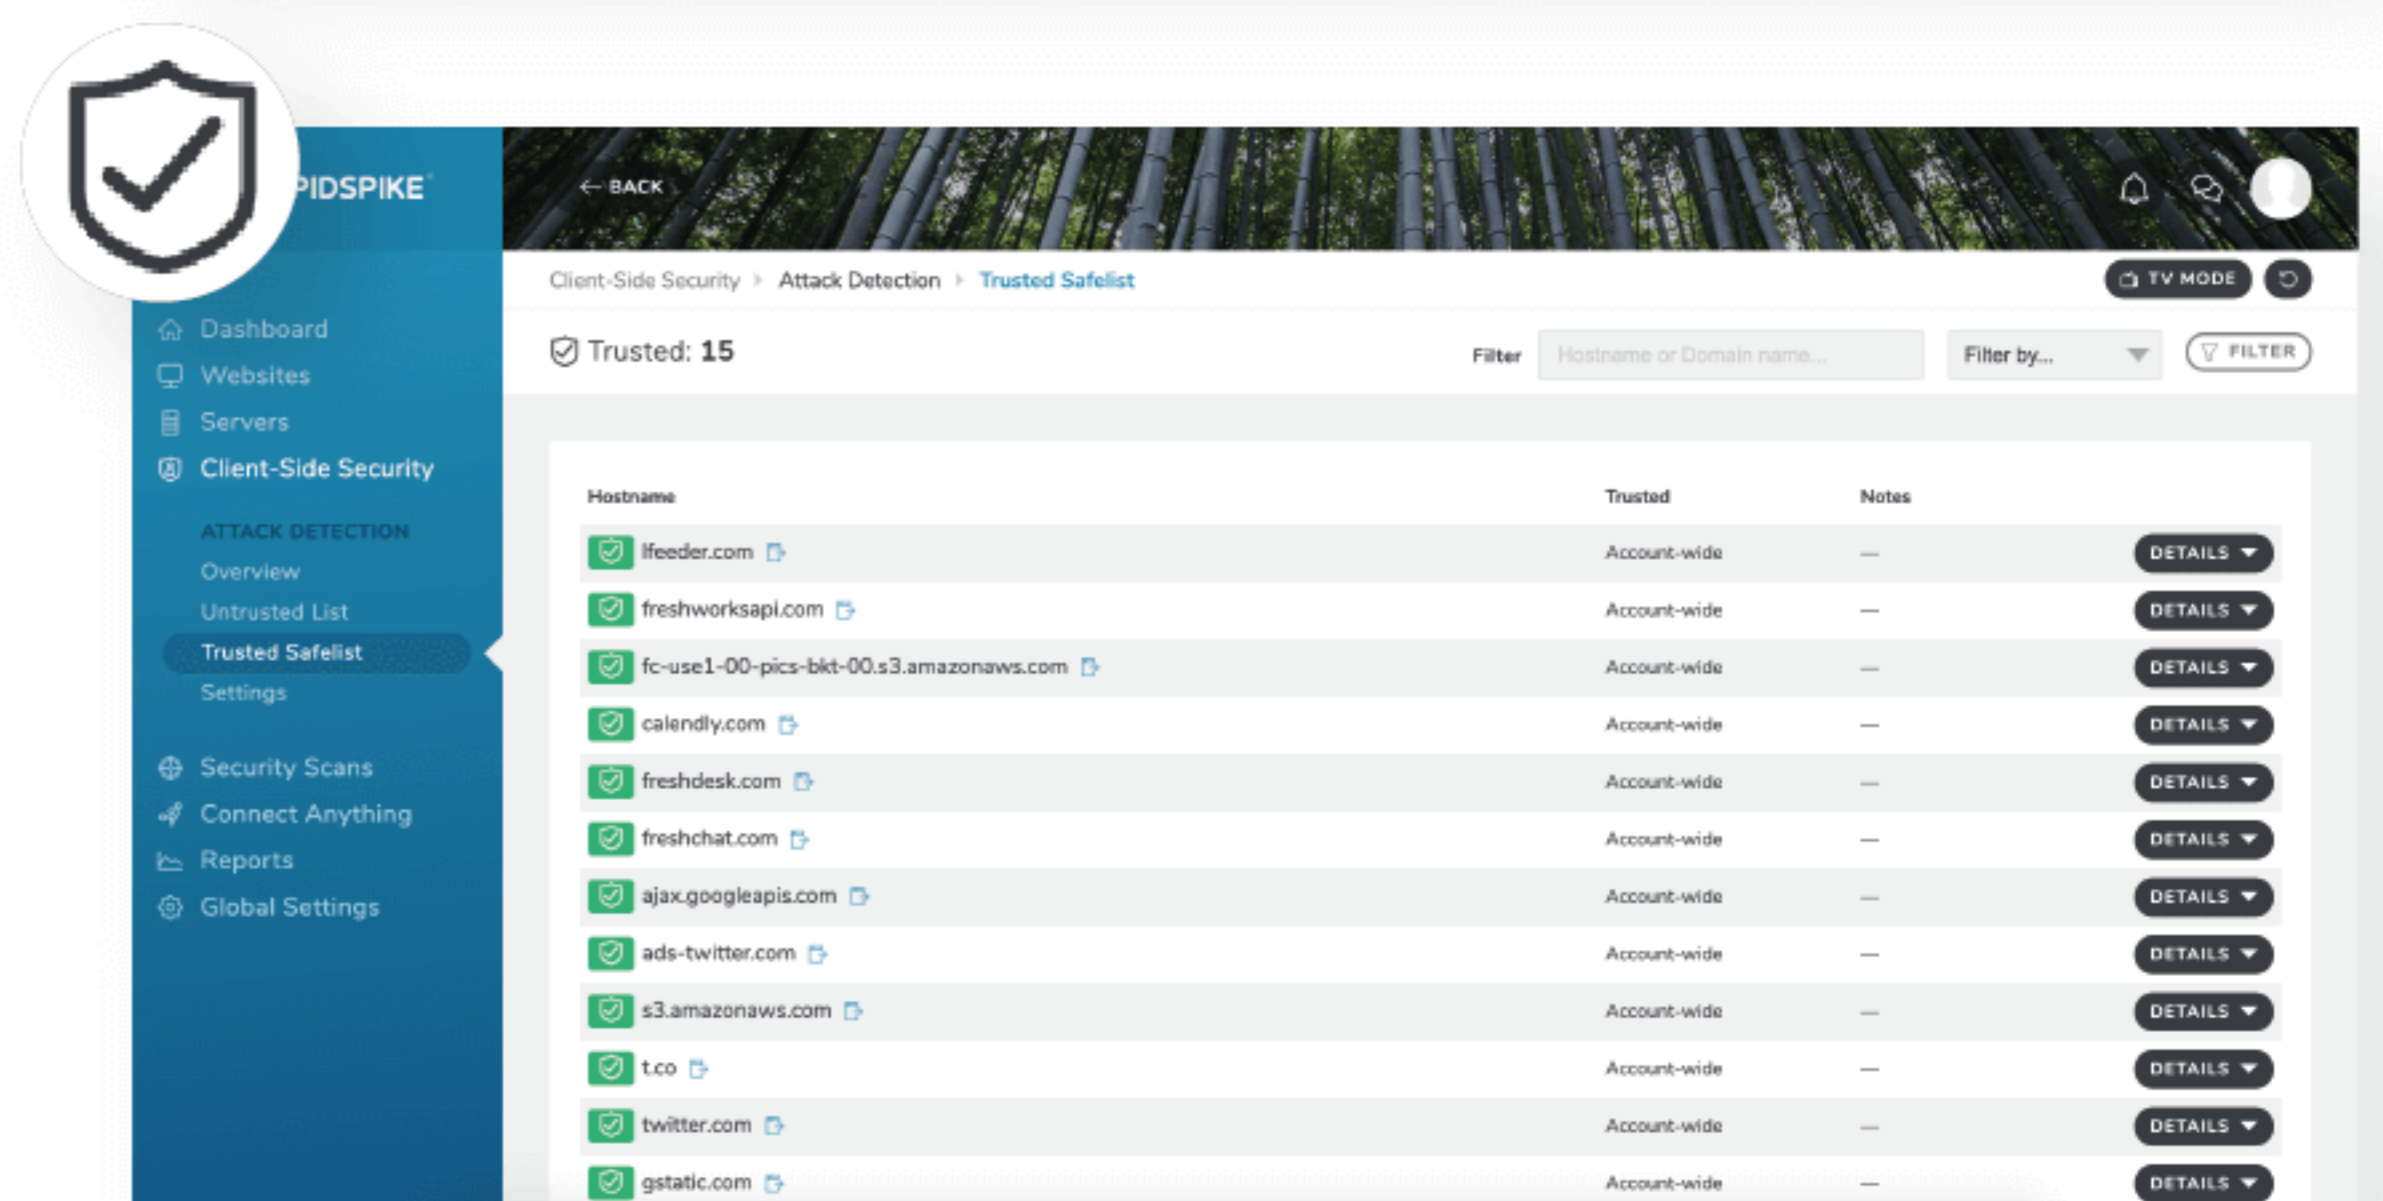 PIDSPIKE
← BACK
Client-Side Security Attack Detection Trusted Safelist
TV MODE
Dashboard
Websites
Servers
Client-Side Security
ATTACK DETECTION
Overview
Untrusted List
Trusted Safelist
Settings
Security Scans
Connect Anything
Reports
Global Settings
Trusted: 15
Filter Hostname or Domain name... Filter by... FILTER
Hostname Trusted Notes
lfeeder.com Account-wide — DETAILS
freshworksapi.com Account-wide — DETAILS
fc-use1-00-pics-bkt-00.s3.amazonaws.com Account-wide — DETAILS
calendly.com Account-wide — DETAILS
freshdesk.com Account-wide — DETAILS
freshchat.com Account-wide — DETAILS
ajax.googleapis.com Account-wide — DETAILS
ads-twitter.com Account-wide — DETAILS
s3.amazonaws.com Account-wide — DETAILS
t.co Account-wide — DETAILS
twitter.com Account-wide — DETAILS
gstatic.com Account-wide — DETAILS